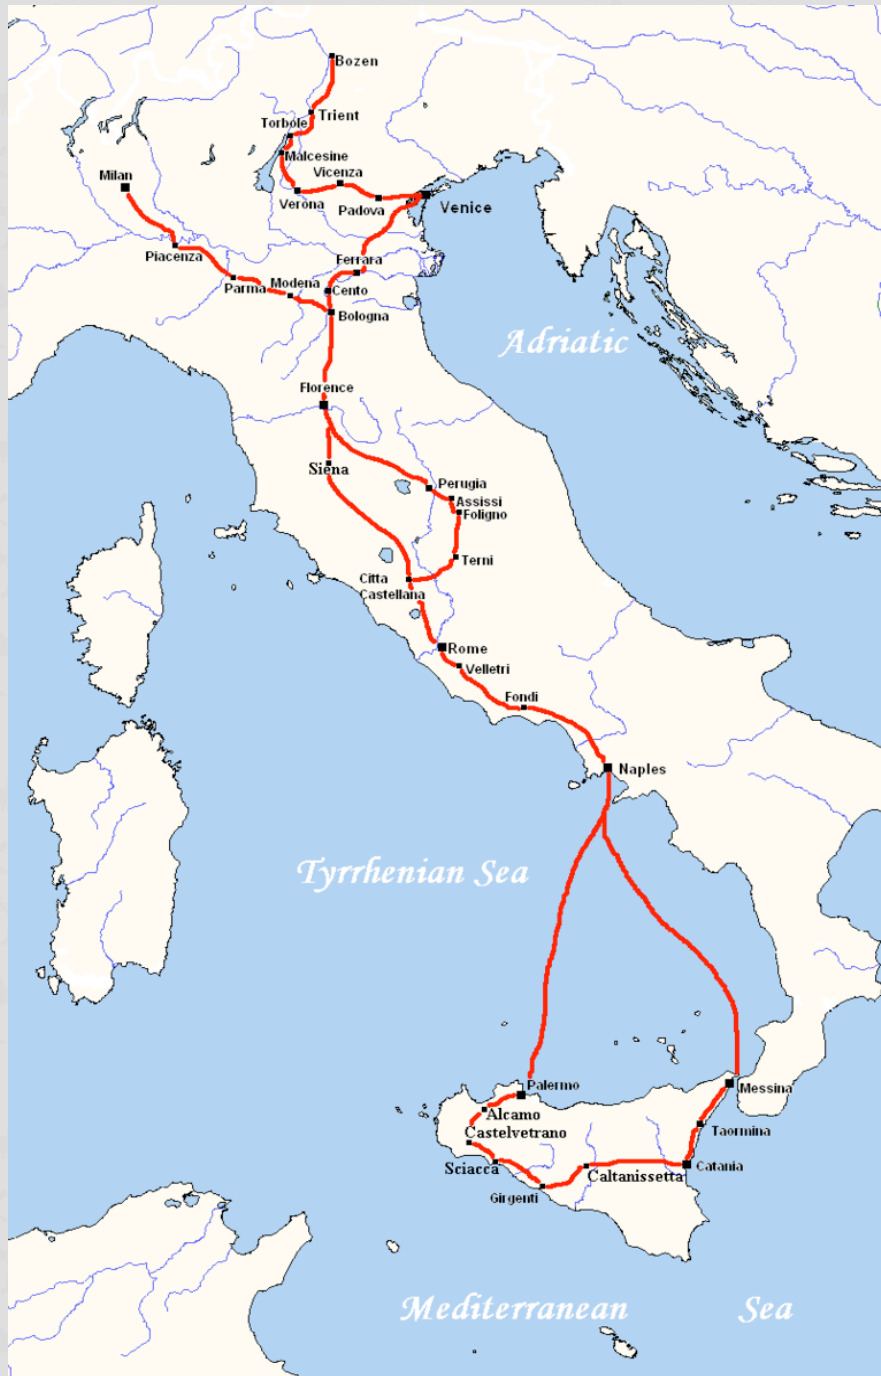 Bozen
Trient
Torbole
Malcesine
Milan
Vicenza
Verona
Padova
Venice
Piacenza
Ferrara
Parma
Modena
Cento
Bologna
Adriatic
Florence
Siena
Perugia
Assissi
Foligno
Terni
Citta
Castellana
Rome
Velletri
Fondi
Naples
Tyrrhenian Sea
Palermo
Messina
Alcamo
Castelvetrano
Taormina
Sciacca
Catania
Caltanissetta
Girgenti
Mediterranean Sea